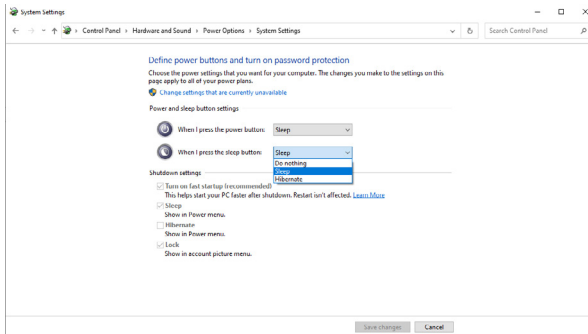 System Settings
Control Panel > Hardware and Sound > Power Options > System Settings
Search Control Panel
Define power buttons and turn on password protection
Choose the power settings that you want for your computer. The changes you make to the settings on this
page apply to all of your power plans.
Change settings that are currently unavailable
Power and sleep button settings
When I press the power button: Sleep
When I press the sleep button: Sleep
Do nothing
Sleep
Hibernate
Shutdown settings
Turn on fast startup (recommended)
This helps start your PC faster after shutdown. Restart isn't affected. Learn More
Sleep
Show in Power menu.
Hibernate
Show in Power menu.
Lock
Show in account picture menu.
Save changes Cancel